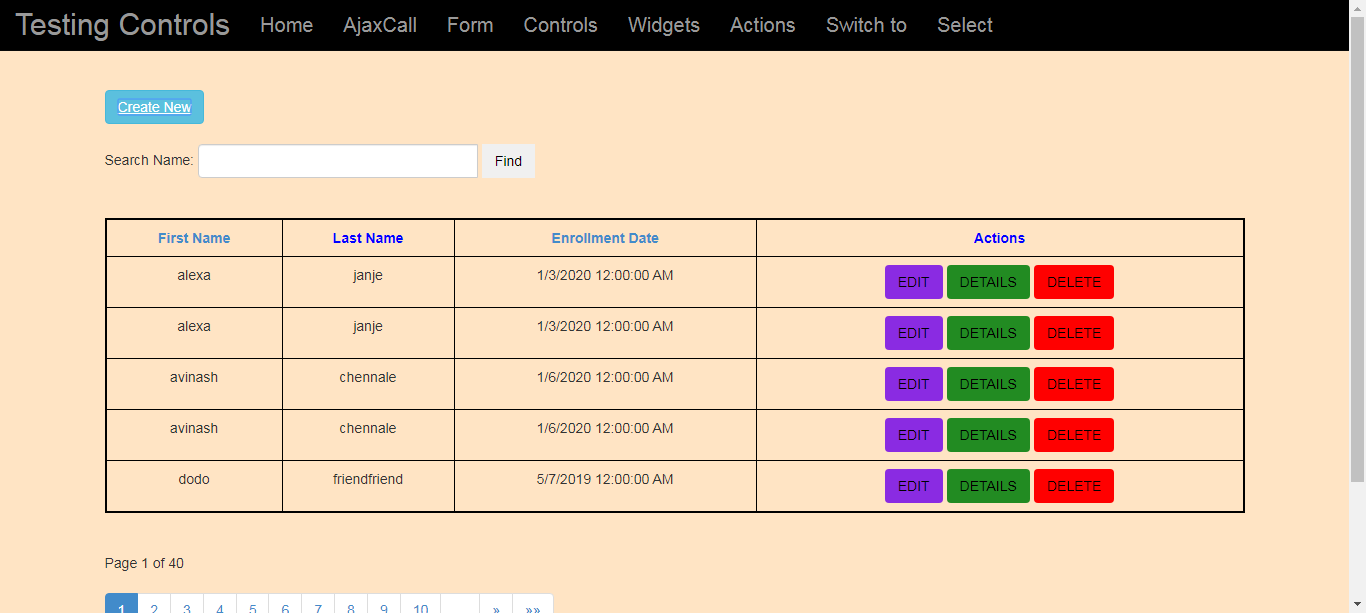 Testing Controls Home AjaxCall Form Controls Widgets Actions Switch to Select
Create New
Search Name: Find
First Name Last Name Enrollment Date Actions
alexa janje 1/3/2020 12:00:00 AM EDIT DETAILS DELETE
alexa janje 1/3/2020 12:00:00 AM EDIT DETAILS DELETE
avinash chennale 1/6/2020 12:00:00 AM EDIT DETAILS DELETE
avinash chennale 1/6/2020 12:00:00 AM EDIT DETAILS DELETE
dodo friendfriend 5/7/2019 12:00:00 AM EDIT DETAILS DELETE
Page 1 of 40
1 2 3 4 5 6 7 8 9 10 » »»